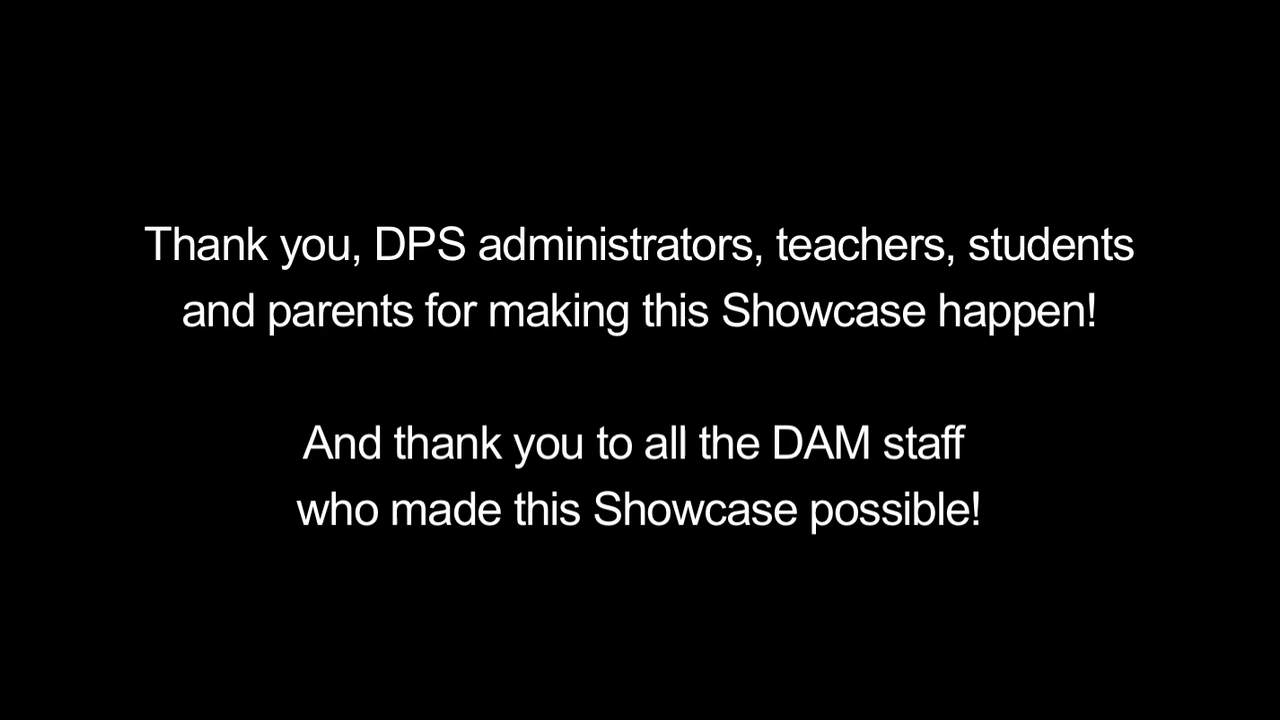 Thank you, DPS administrators, teachers, students
and parents for making this Showcase happen!
And thank you to all the DAM staff
who made this Showcase possible!